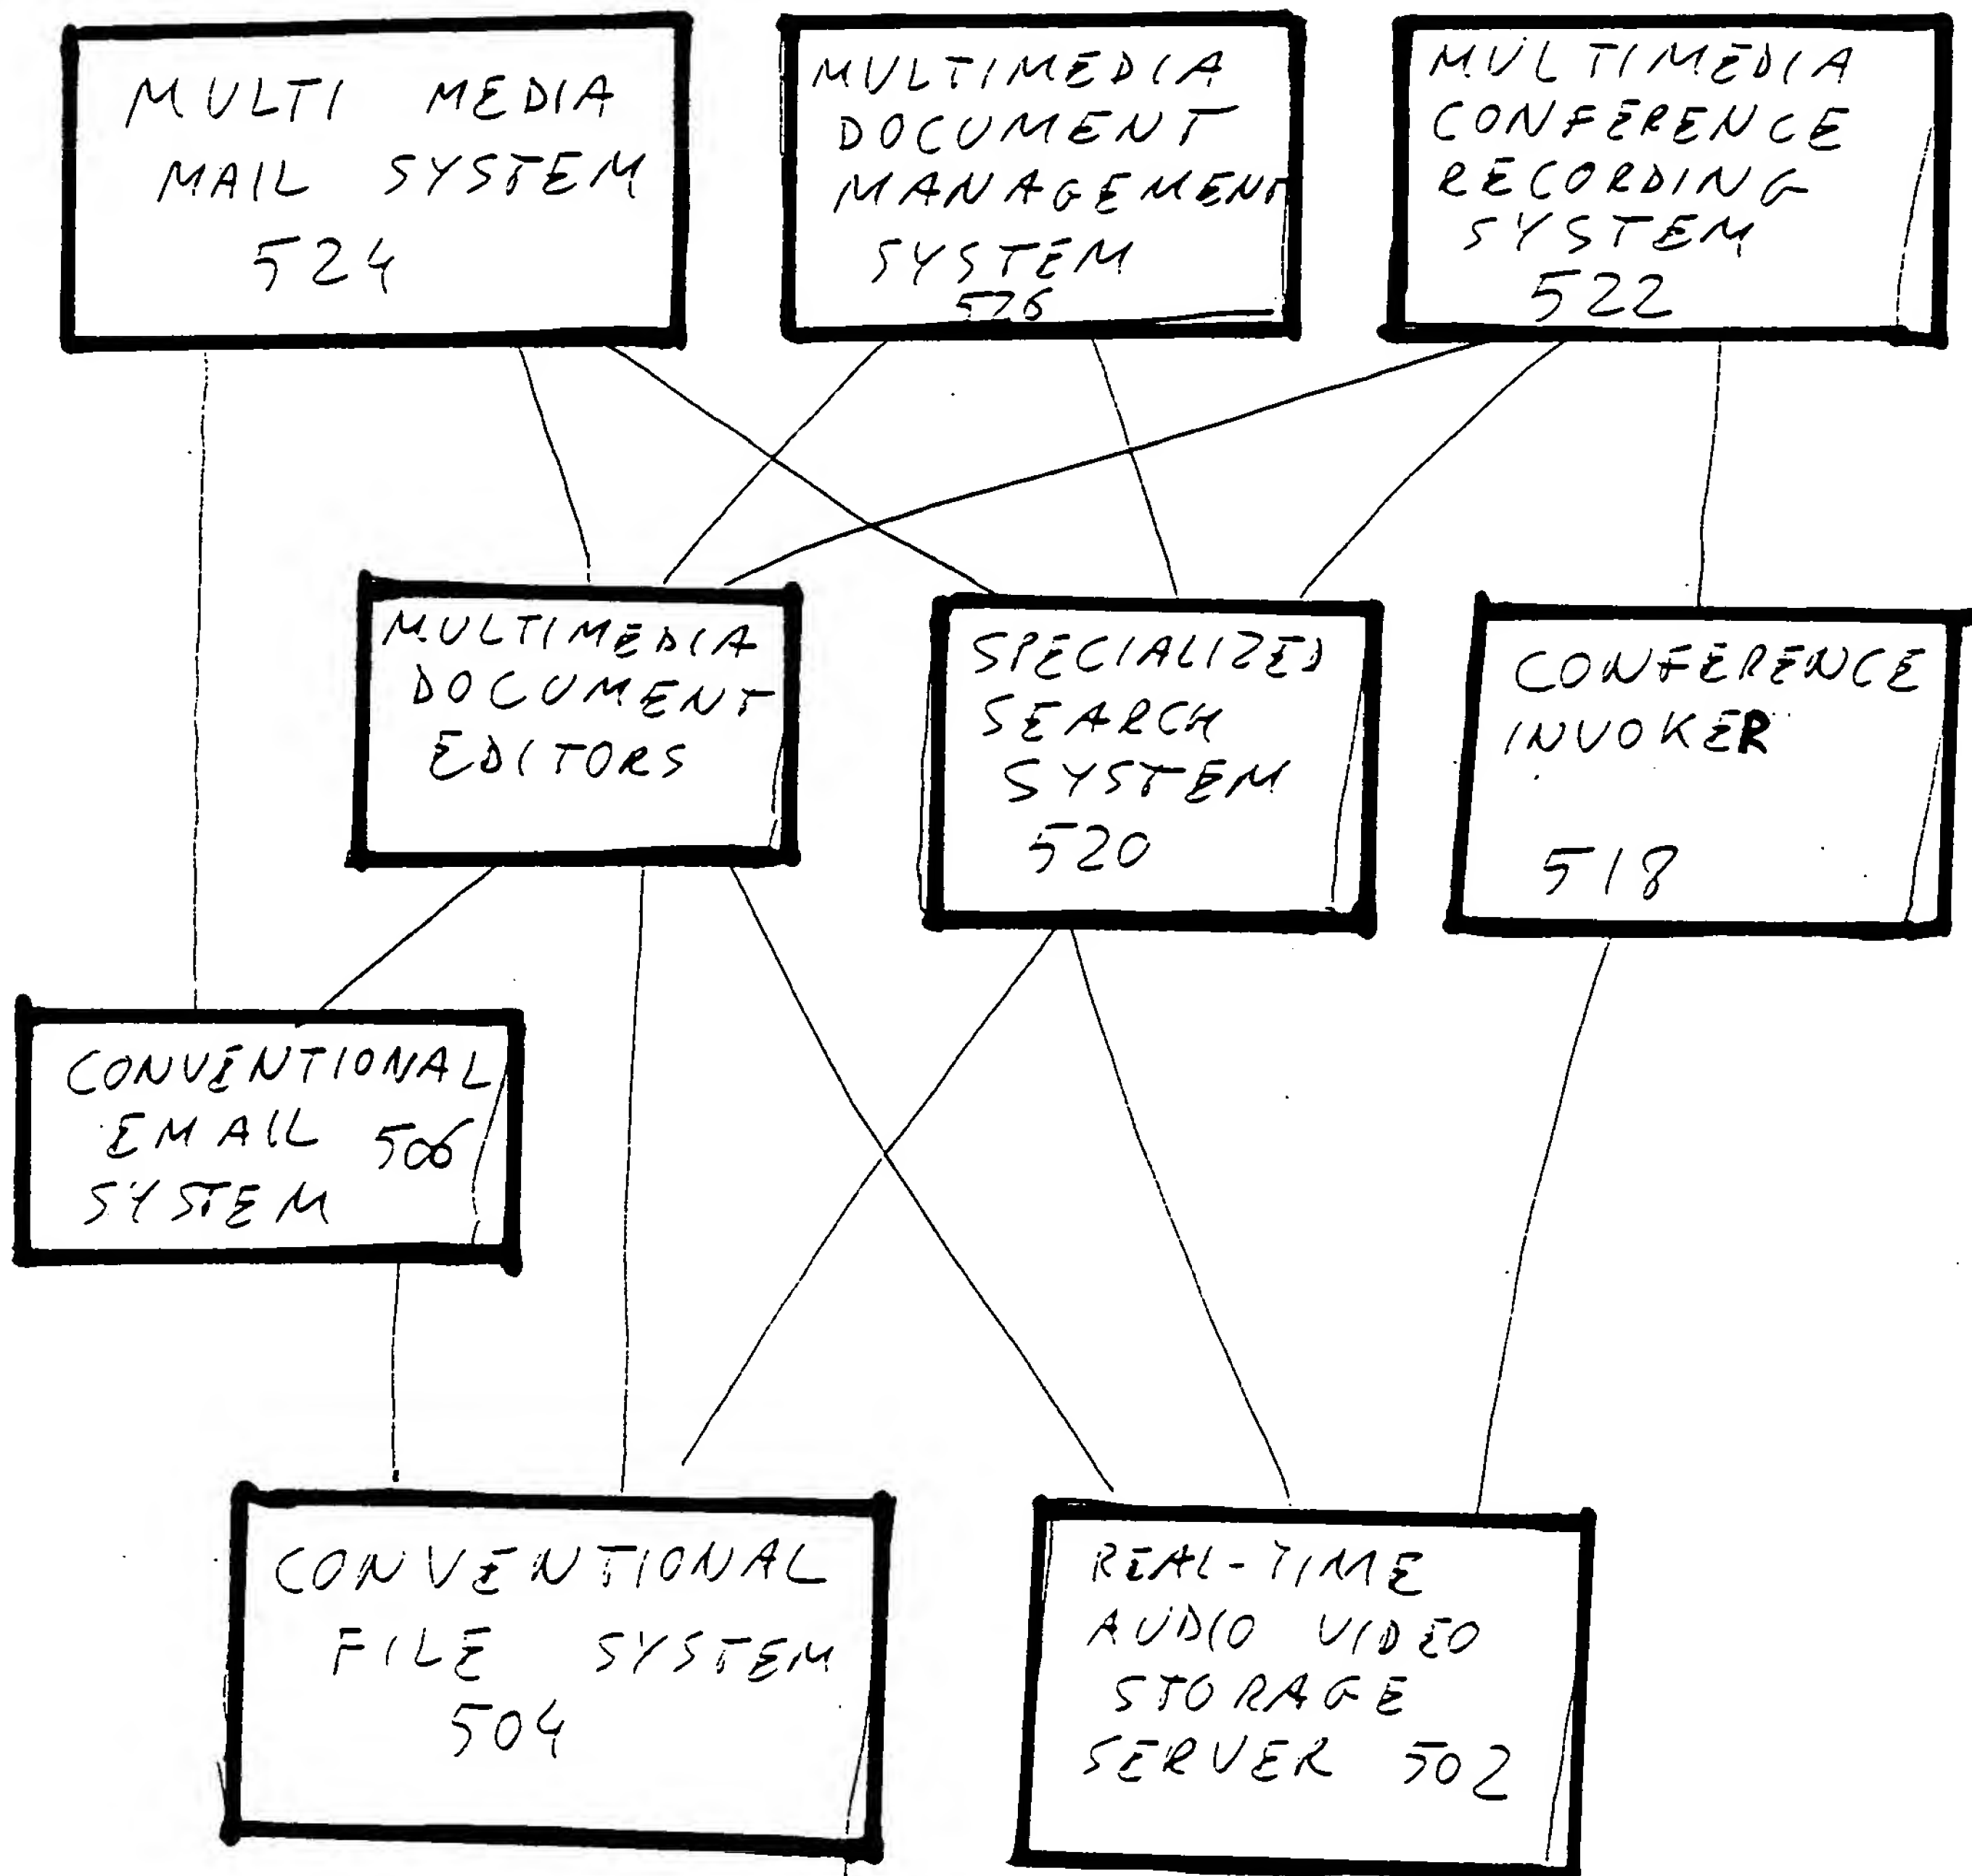 MULTI MEDIA
MAIL SYSTEM
524
MULTIMEDIA
DOCUMENT
MANAGEMENT
SYSTEM
526
MULTIMEDIA
CONFERENCE
RECORDING
SYSTEM
522
MULTIMEDIA
DOCUMENT
EDITORS
SPECIALIZED
SEARCH
SYSTEM
520
CONFERENCE
INVOKER
518
CONVENTIONAL
EMAIL 506
SYSTEM
CONVENTIONAL
FILE SYSTEM
504
REAL-TIME
AUDIO VIDEO
STORAGE
SERVER 502